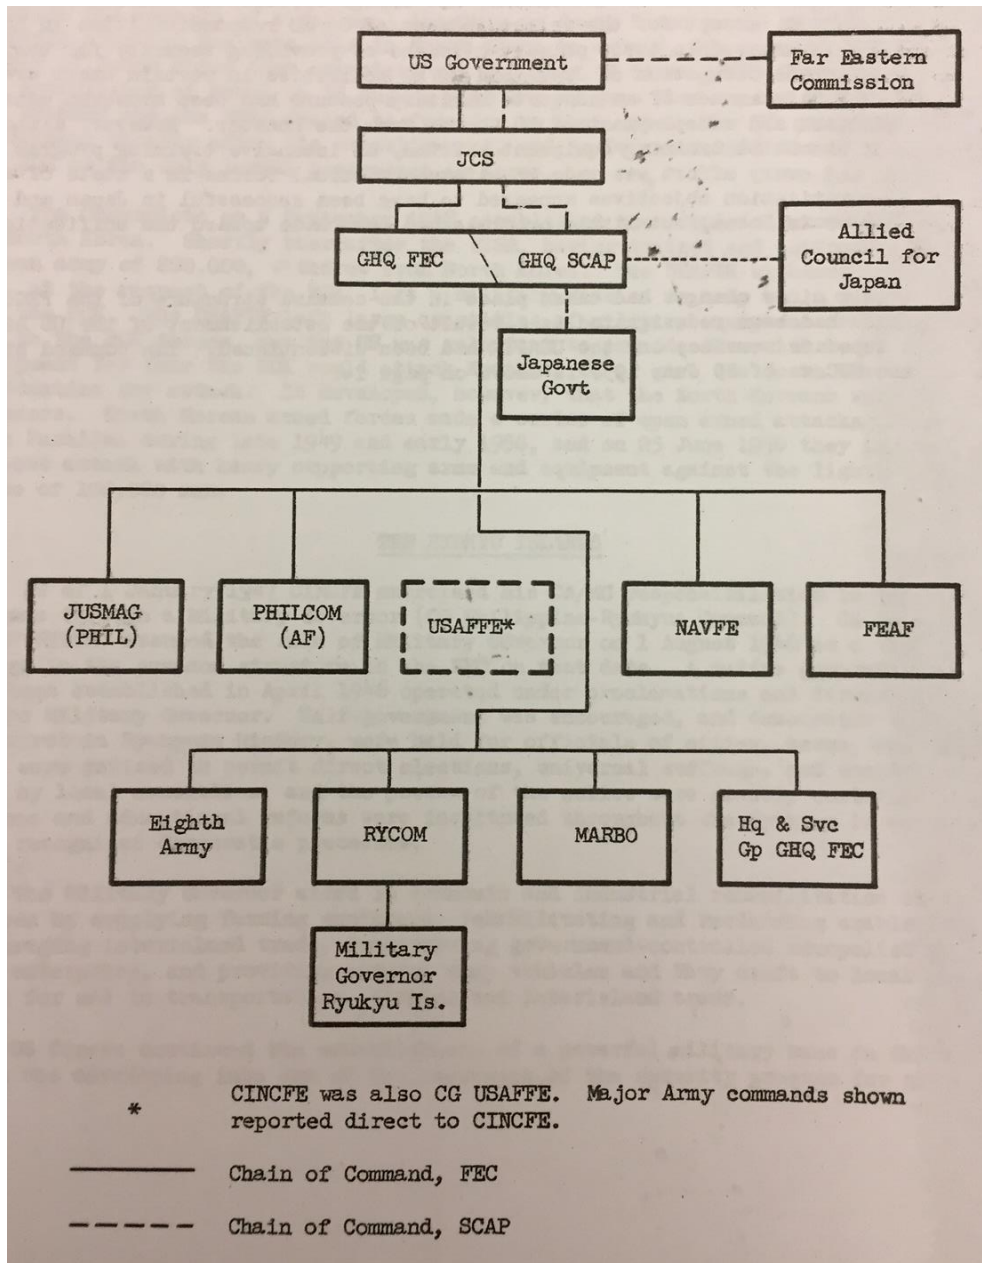 US Government
Far Eastern
Commission
JCS
GHQ FEC
GHQ SCAP
Allied
Council for
Japan
Japanese
Govt
JUSMAG
(PHIL)
PHILCOM
(AF)
USAFFE*
NAVFE
FEAF
Eighth
Army
RYCOM
MARBO
Hq & Svc
Gp GHQ FEC
Military
Governor
Ryukyu Is.
* CINCFE was also CG USAFFE. Major Army commands shown
reported direct to CINCFE.
Chain of Command, FEC
Chain of Command, SCAP